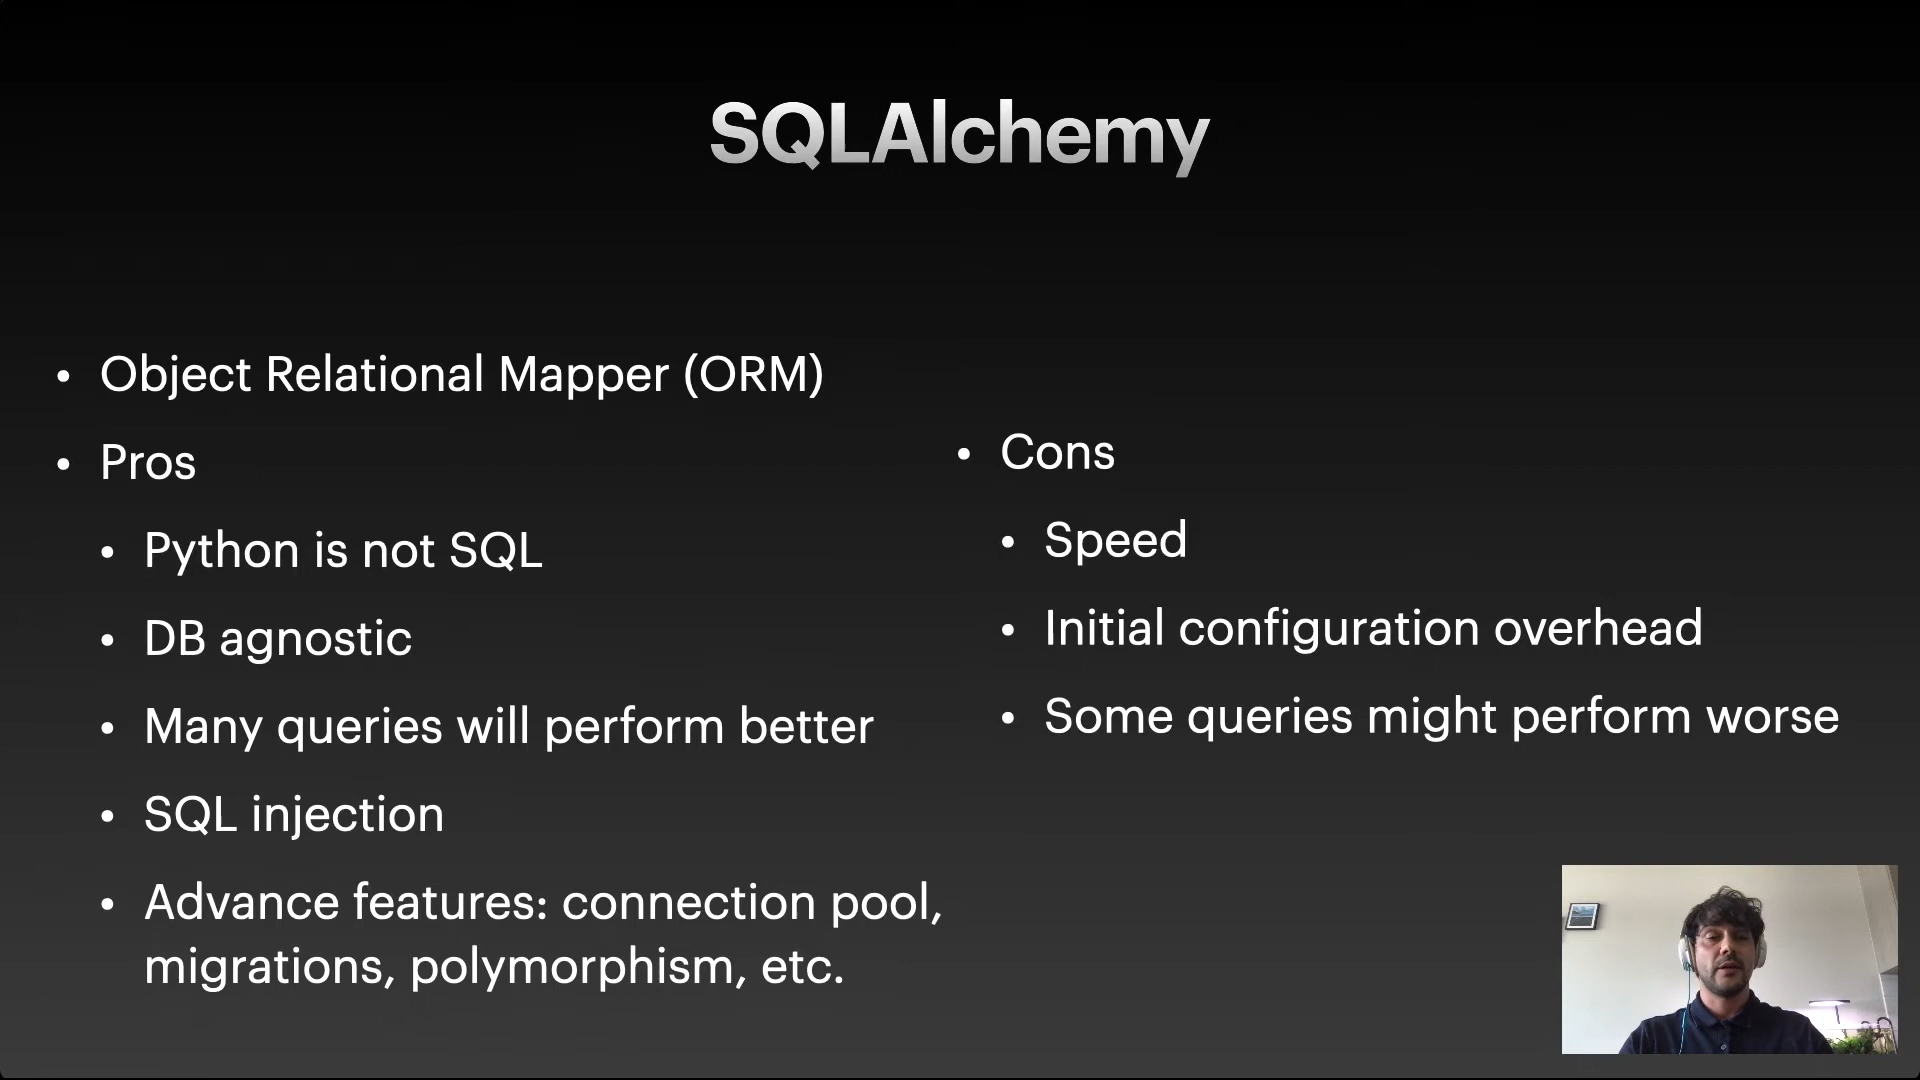 SQLAlchemy
• Object Relational Mapper (ORM)
• Pros
• Python is not SQL
• DB agnostic
• Many queries will perform better
• SQL injection
• Advance features: connection pool,
migrations, polymorphism, etc.
• Cons
• Speed
• Initial configuration overhead
• Some queries might perform worse